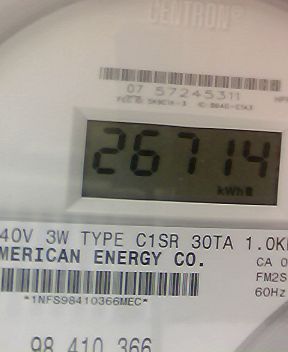 CENTRON®
07 57245311
26714
kWh
40V 3W TYPE C1SR 30TA 1.0K
MERICAN ENERGY CO.
CA 0
FM2S
60Hz
*1NFS98410366MEC*
98 410 366